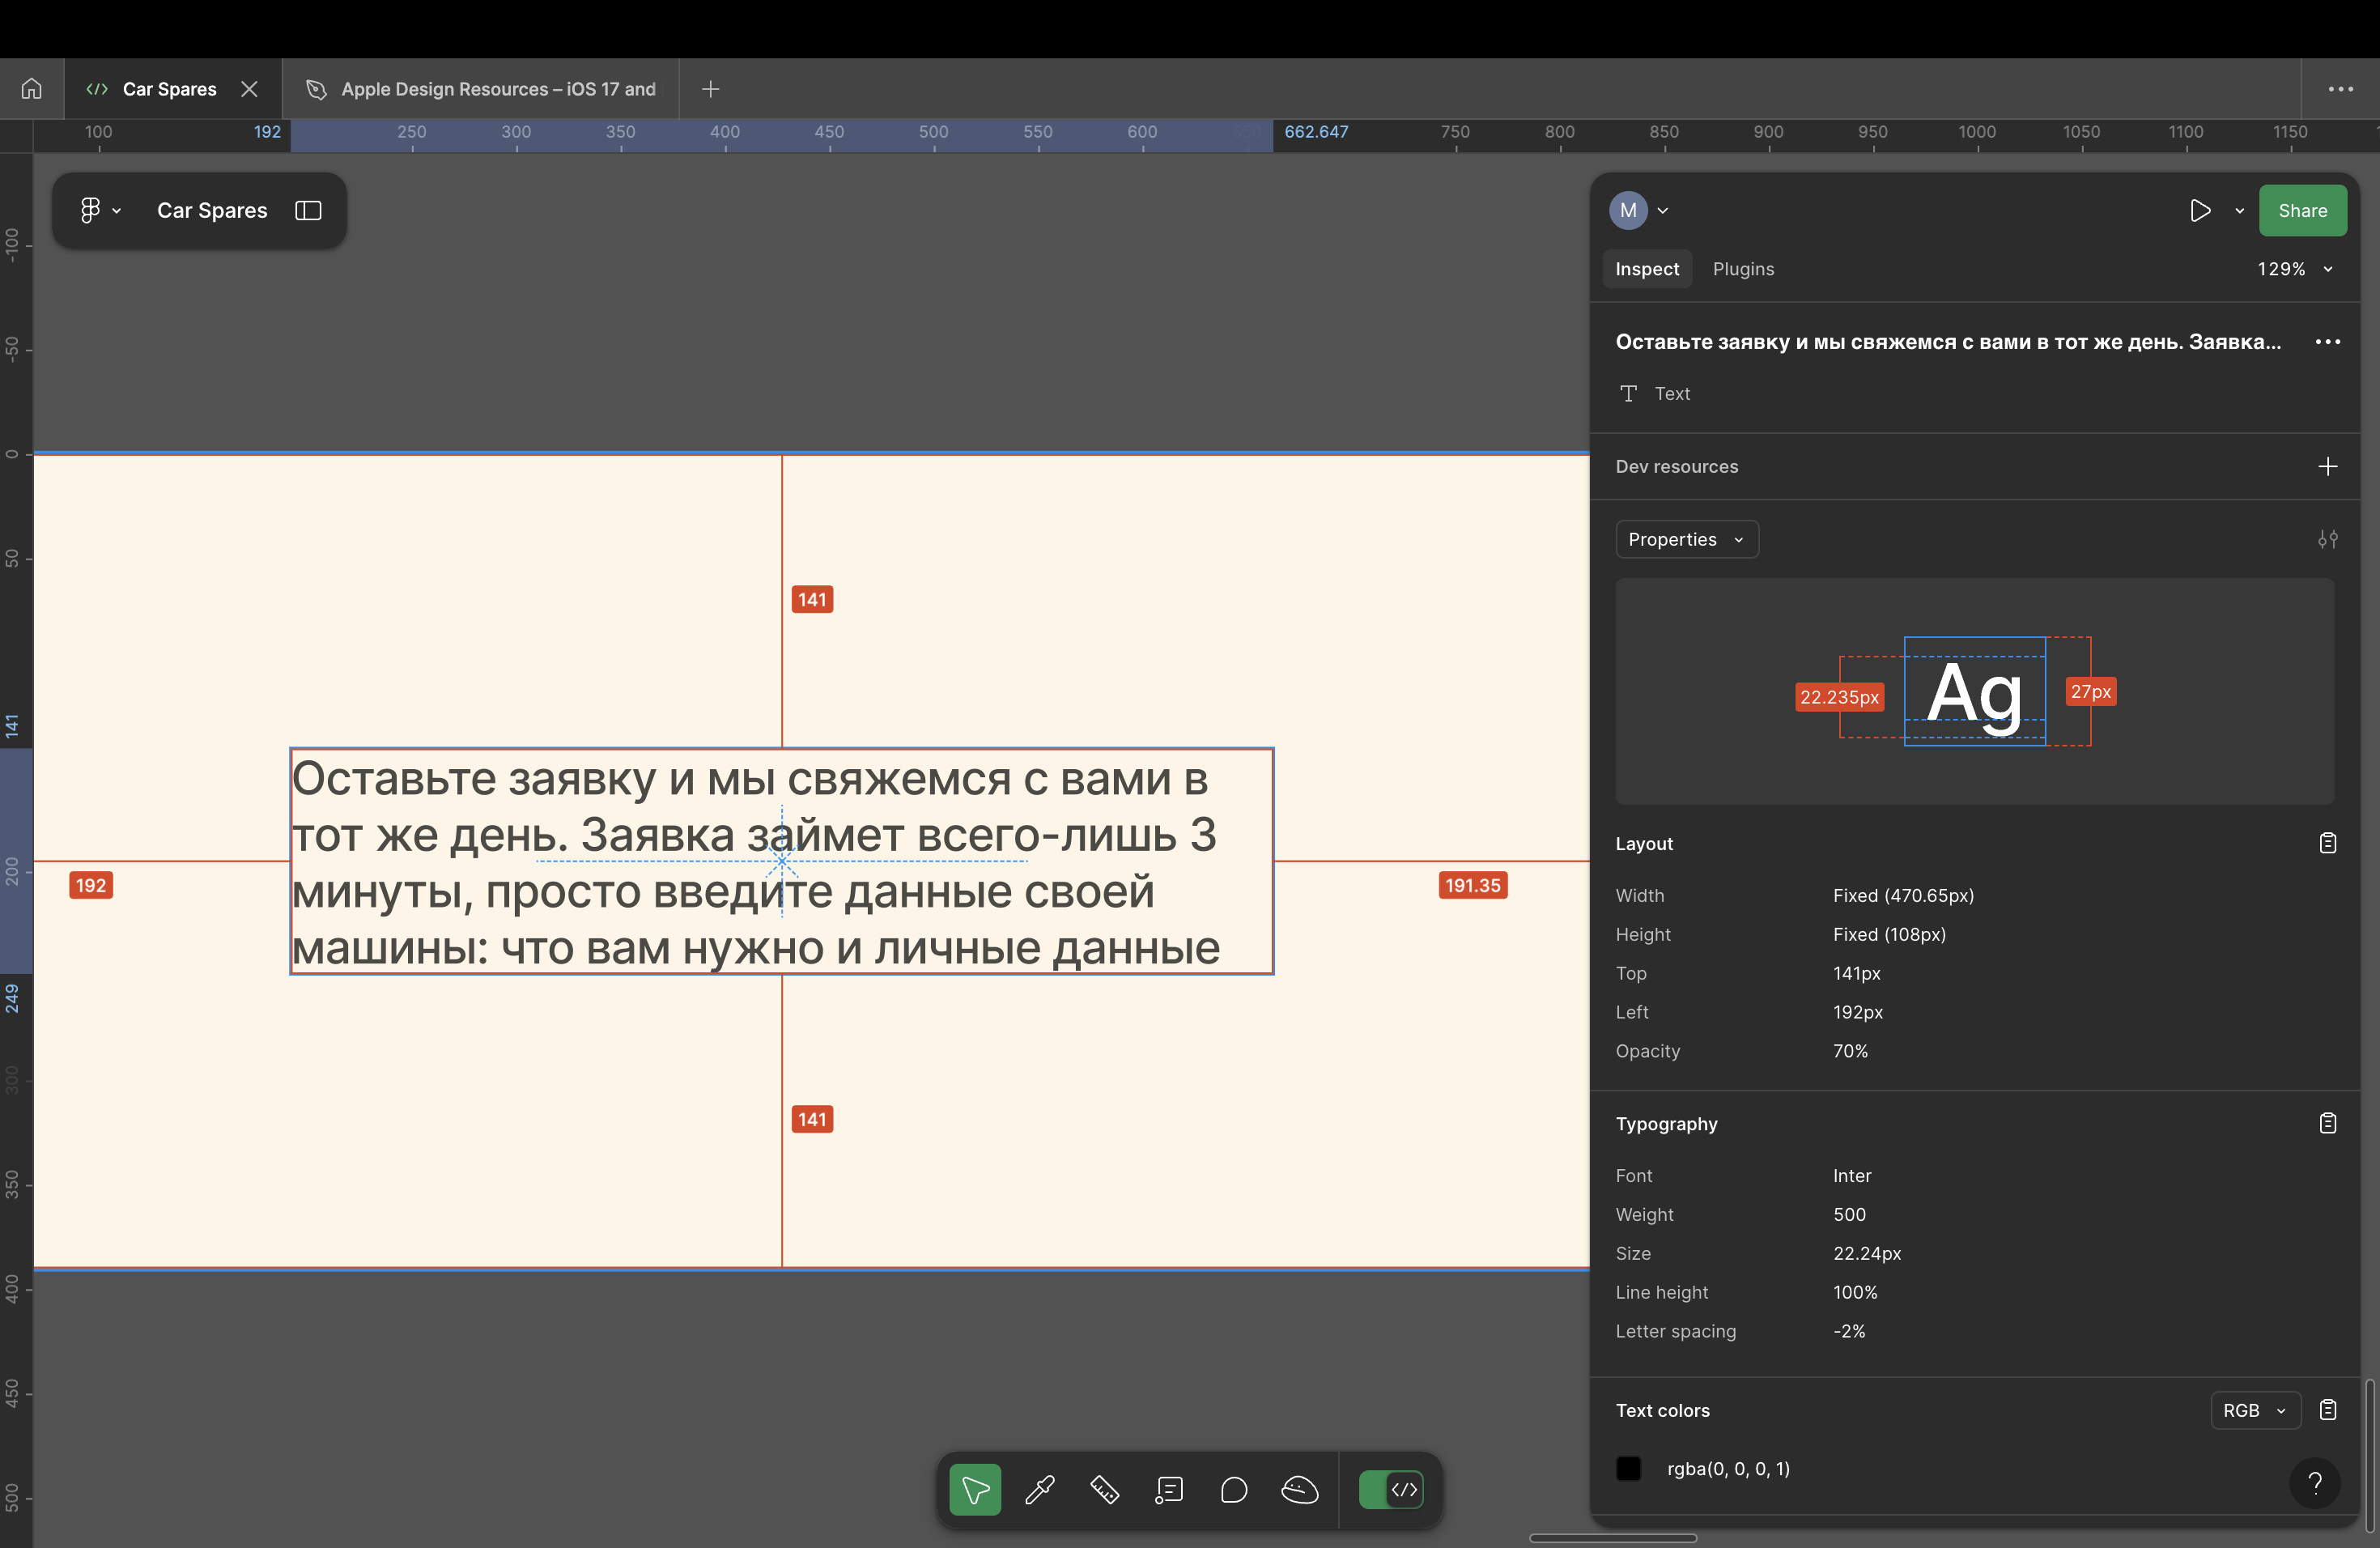 Car Spares
Apple Design Resources – iOS 17 and
100 192 250 300 350 400 450 500 550 600 650 662.647 750 800 850 900 950 1000 1050 1100 1150
Car Spares
M
Share
Inspect Plugins 129%
Оставьте заявку и мы свяжемся с вами в тот же день. Заявка...
Text
Dev resources
Properties
22.235px Ag 27px
Layout
Width Fixed (470.65px)
Height Fixed (108px)
Top 141px
Left 192px
Opacity 70%
Typography
Font Inter
Weight 500
Size 22.24px
Line height 100%
Letter spacing -2%
Text colors RGB
rgba(0, 0, 0, 1)
?
-100
-50
0
50
141
200
249
300
350
400
450
500
141
Оставьте заявку и мы свяжемся с вами в
тот же день. Заявка займет всего-лишь 3
минуты, просто введите данные своей
машины: что вам нужно и личные данные
192
191.35
141